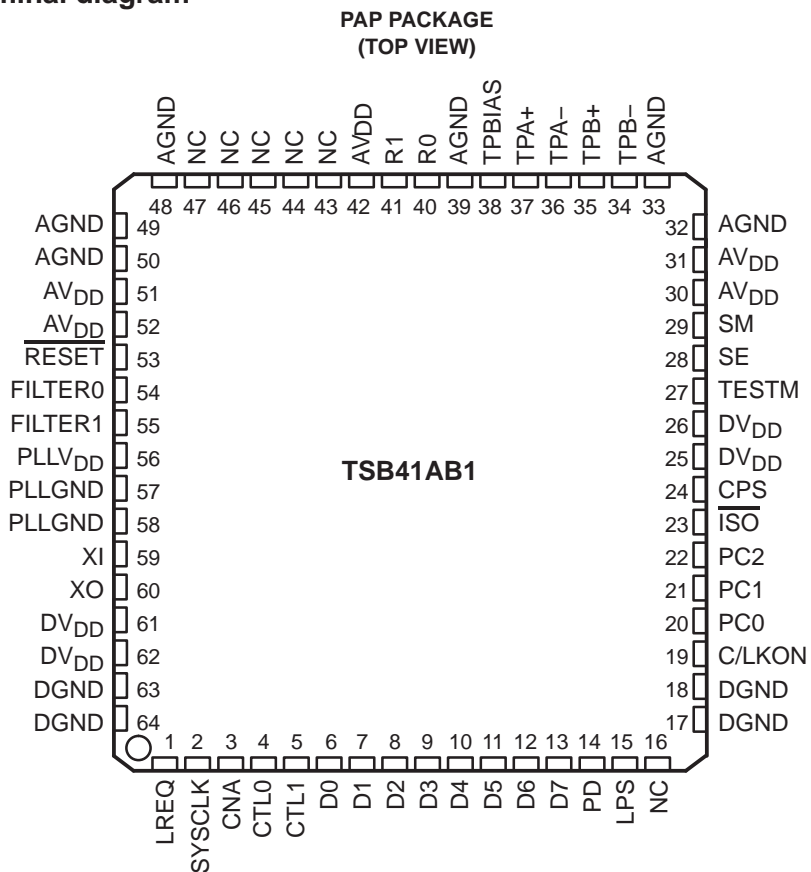 PAP PACKAGE
(TOP VIEW)
AGND
NC
NC
NC
NC
NC
AVDD
R1
R0
AGND
TPBIAS
TPA+
TPA–
TPB+
TPB–
AGND
48 47 46 45 44 43 42 41 40 39 38 37 36 35 34 33
AGND 49
AGND 50
AVDD 51
AVDD 52
RESET 53
FILTER0 54
FILTER1 55
PLLVDD 56
PLLGND 57
PLLGND 58
XI 59
XO 60
DVDD 61
DVDD 62
DGND 63
DGND 64
TSB41AB1
32 AGND
31 AVDD
30 AVDD
29 SM
28 SE
27 TESTM
26 DVDD
25 DVDD
24 CPS
23 ISO
22 PC2
21 PC1
20 PC0
19 C/LKON
18 DGND
17 DGND
1 2 3 4 5 6 7 8 9 10 11 12 13 14 15 16
LREQ
SYSCLK
CNA
CTL0
CTL1
D0
D1
D2
D3
D4
D5
D6
D7
PD
LPS
NC